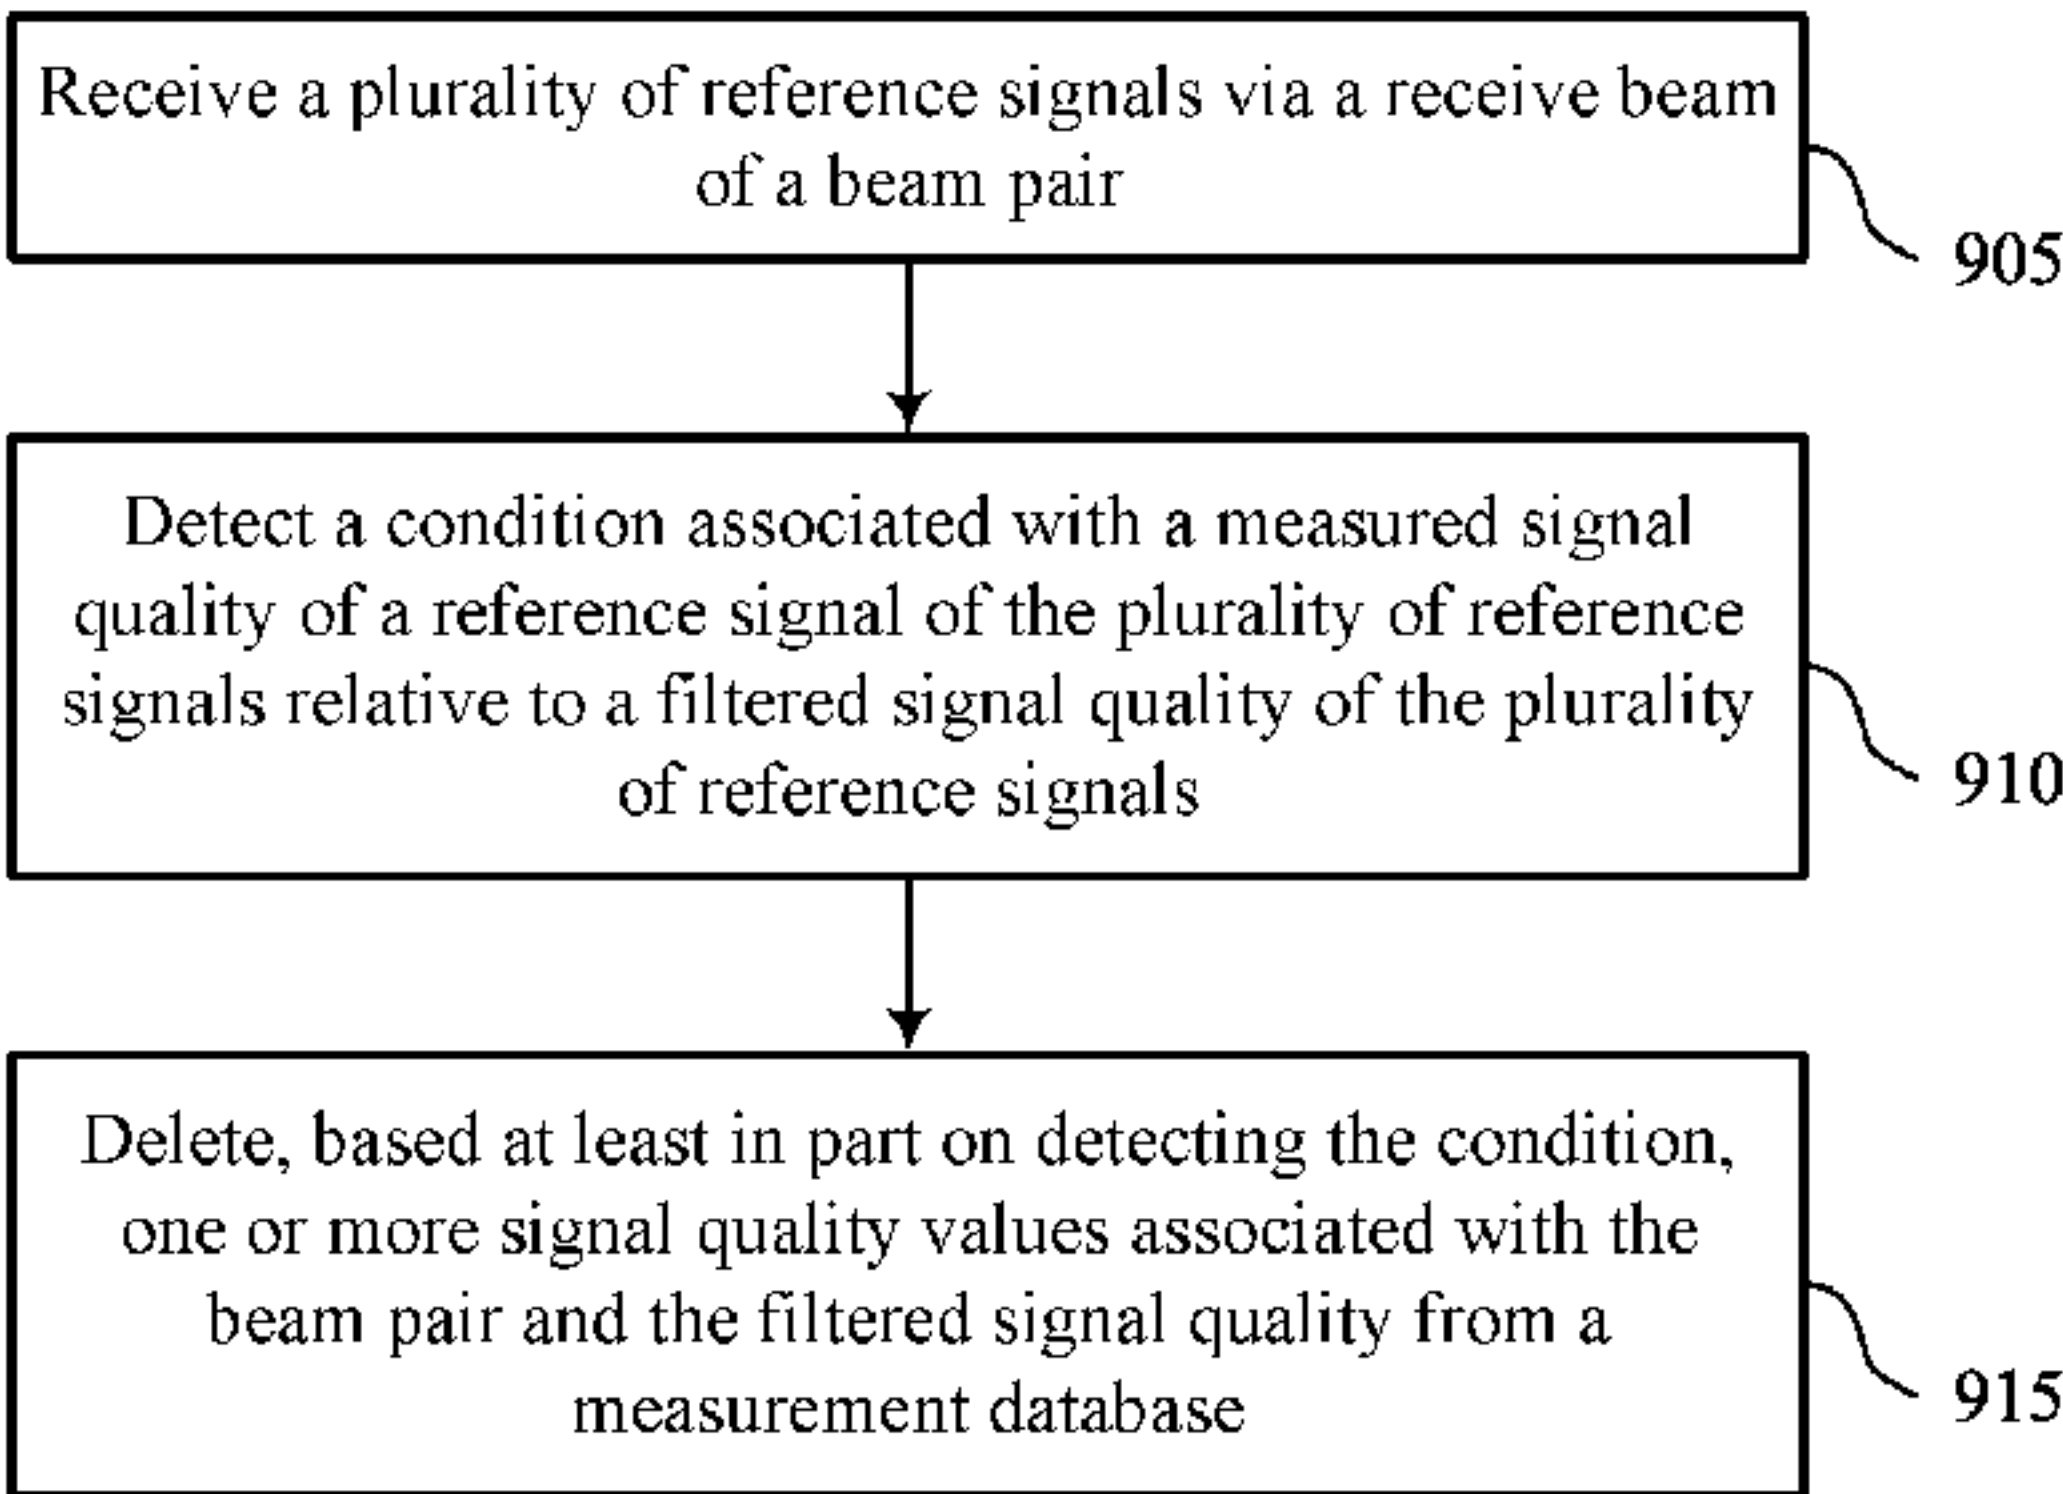 Receive a plurality of reference signals via a receive beam
of a beam pair
905
Detect a condition associated with a measured signal
quality of a reference signal of the plurality of reference
signals relative to a filtered signal quality of the plurality
of reference signals
910
Delete, based at least in part on detecting the condition,
one or more signal quality values associated with the
beam pair and the filtered signal quality from a
measurement database
915